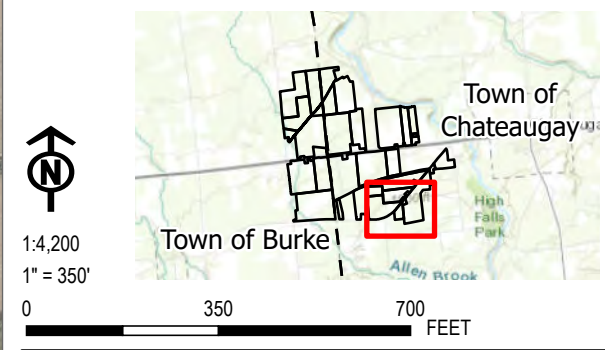 Town of
Chateaugay
N
High
Falls
Park
1:4,200
Town of Burke
1" = 350'
Allen Brook
0 350 700
FEET